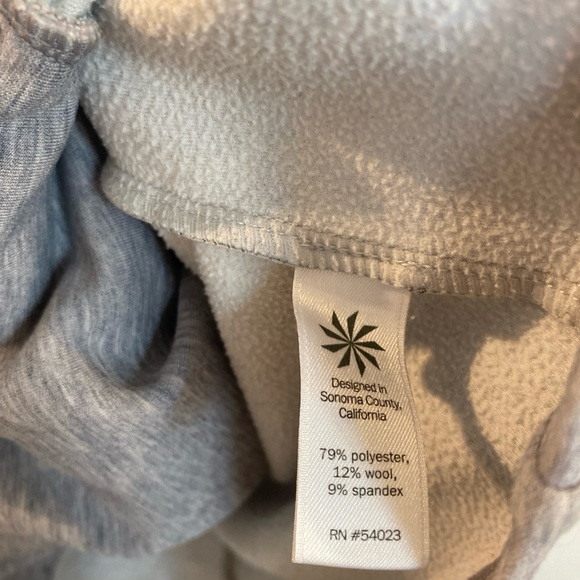 Designed in
Sonoma County,
California
79% polyester,
12% wool,
9% spandex
RN #54023